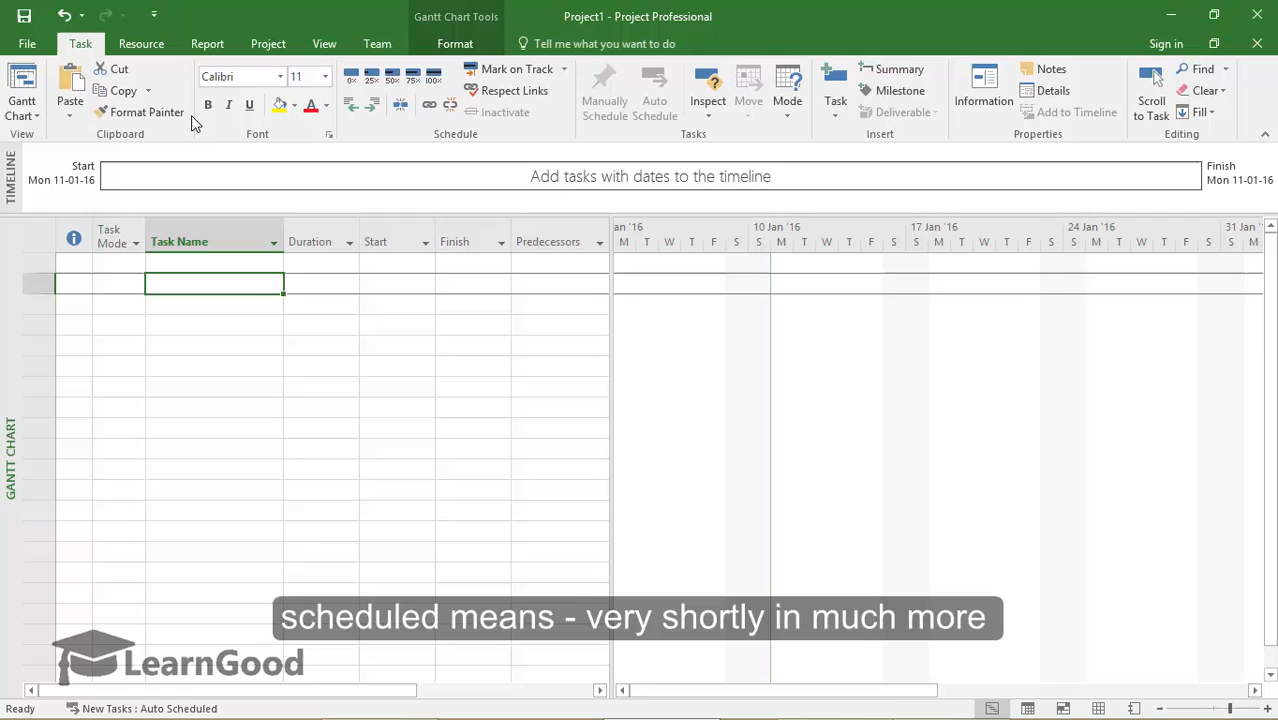 Gantt Chart Tools
Project1 - Project Professional
File
Task
Resource
Report
Project
View
Team
Format
Tell me what you want to do
Sign in
Gantt Chart
View
Paste
Cut
Copy
Format Painter
Clipboard
Calibri
11
B I U
A
Font
0% 25% 50% 75% 100%
Mark on Track
Respect Links
Inactivate
Schedule
Manually Schedule
Auto Schedule
Inspect
Move
Mode
Tasks
Task
Summary
Milestone
Deliverable
Insert
Information
Notes
Details
Add to Timeline
Properties
Scroll to Task
Find
Clear
Fill
Editing
TIMELINE
Start
Mon 11-01-16
Add tasks with dates to the timeline
Finish
Mon 11-01-16
Task Mode
Task Name
Duration
Start
Finish
Predecessors
an '16
10 Jan '16
17 Jan '16
24 Jan '16
31 Jan '
M T W T F S S M T W T F S S M T W T F S S M T W T F S S M
GANTT CHART
scheduled means - very shortly in much more
LearnGood
Ready
New Tasks : Auto Scheduled